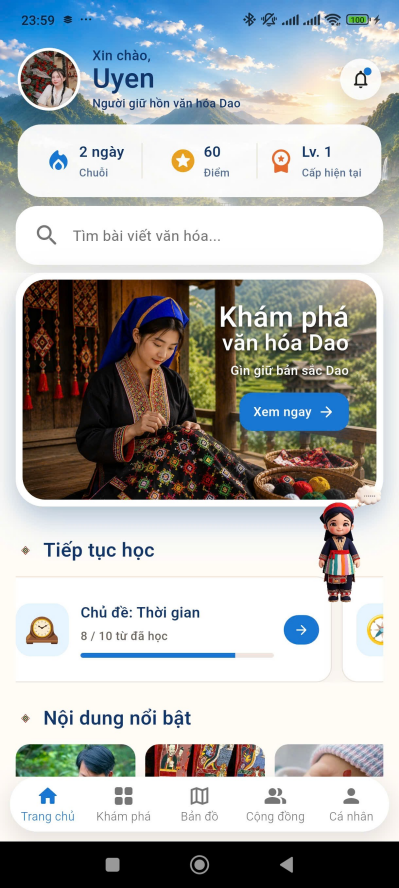 23:59
100
Xin chào,
Uyen
Người giữ hồn văn hóa Dao
2 ngày
Chuỗi
60
Điểm
Lv. 1
Cấp hiện tại
Tìm bài viết văn hóa...
Khám phá
văn hóa Dao
Gìn giữ bản sắc Dao
Xem ngay
Tiếp tục học
Chủ đề: Thời gian
8 / 10 từ đã học
Nội dung nổi bật
Trang chủ
Khám phá
Bản đồ
Cộng đồng
Cá nhân